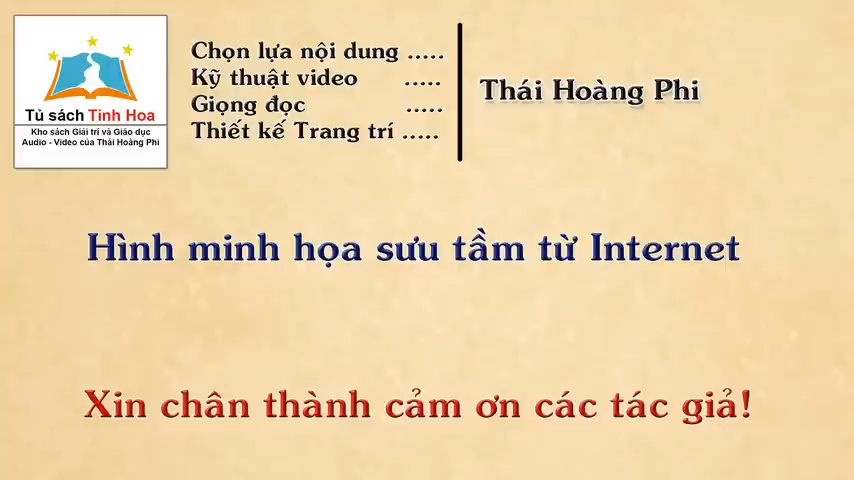 Tủ sách Tinh Hoa
Kho sách Giải trí và Giáo dục
Audio - Video của Thái Hoàng Phi
Chọn lựa nội dung .....
Kỹ thuật video .....
Giọng đọc .....
Thiết kế Trang trí .....
Thái Hoàng Phi
Hình minh họa sưu tầm từ Internet
Xin chân thành cảm ơn các tác giả!